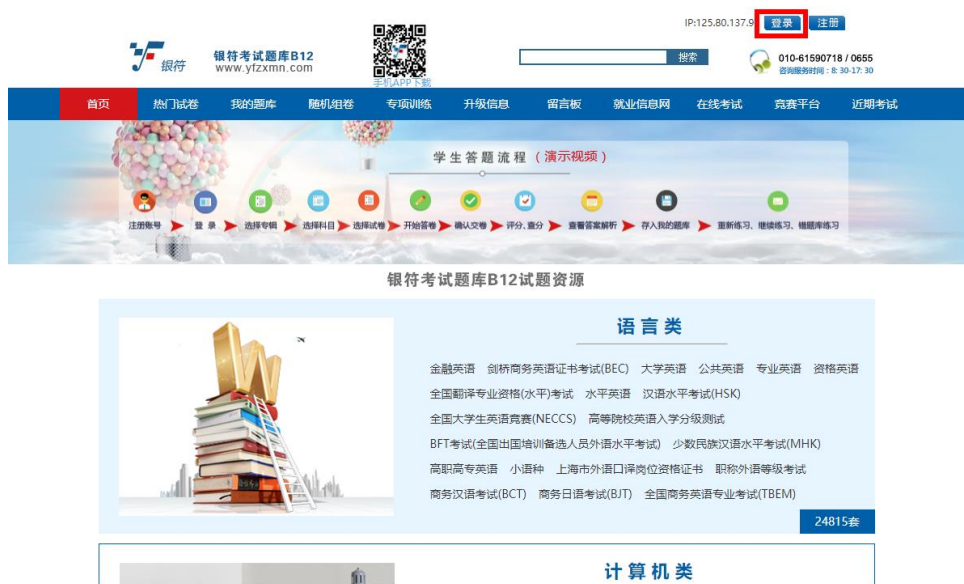 IP:125.80.137.9 登录 注册
银符 银符考试题库B12 搜索 010-61590718 / 0655
www.yfzxmn.com 咨询服务时间：8:30-17:30
手机APP下载
首页 热门试卷 我的题库 随机组卷 专项训练 升级信息 留言板 就业信息网 在线考试 竞赛平台 近期考试
学生答题流程（演示视频）
注册账号 登录 选择专辑 选择科目 选择试卷 开始答卷 确认交卷 评分、查分 查看答案解析 存入我的题库 重新练习、继续练习、错题库练习
银符考试题库B12试题资源
语言类
金融英语 剑桥商务英语证书考试(BEC) 大学英语 公共英语 专业英语 资格英语
全国翻译专业资格(水平)考试 水平英语 汉语水平考试(HSK)
全国大学生英语竞赛(NECCS) 高等院校英语入学分级测试
BFT考试(全国出国培训备选人员外语水平考试) 少数民族汉语水平考试(MHK)
高职高专英语 小语种 上海市外语口译岗位资格证书 职称外语等级考试
商务汉语考试(BCT) 商务日语考试(BJT) 全国商务英语专业考试(TBEM)
24815套
计算机类